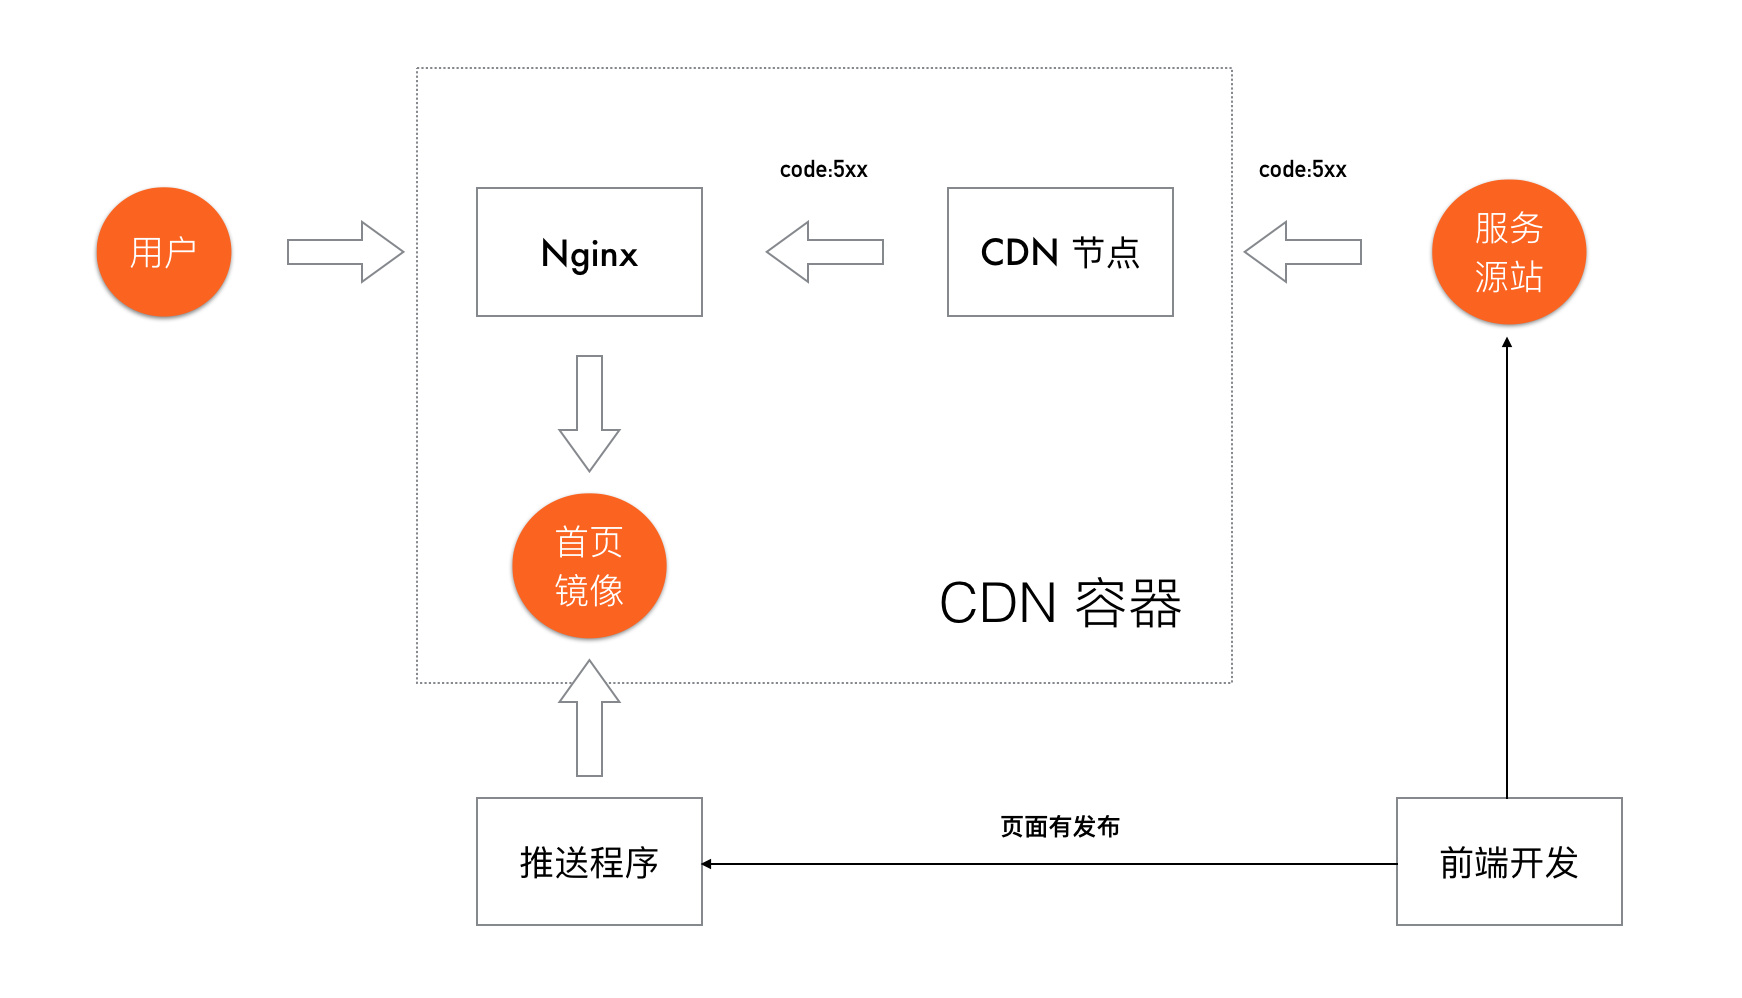 code:5xx
code:5xx
用户
Nginx
CDN 节点
服务
源站
首页
镜像
CDN 容器
页面有发布
推送程序
前端开发